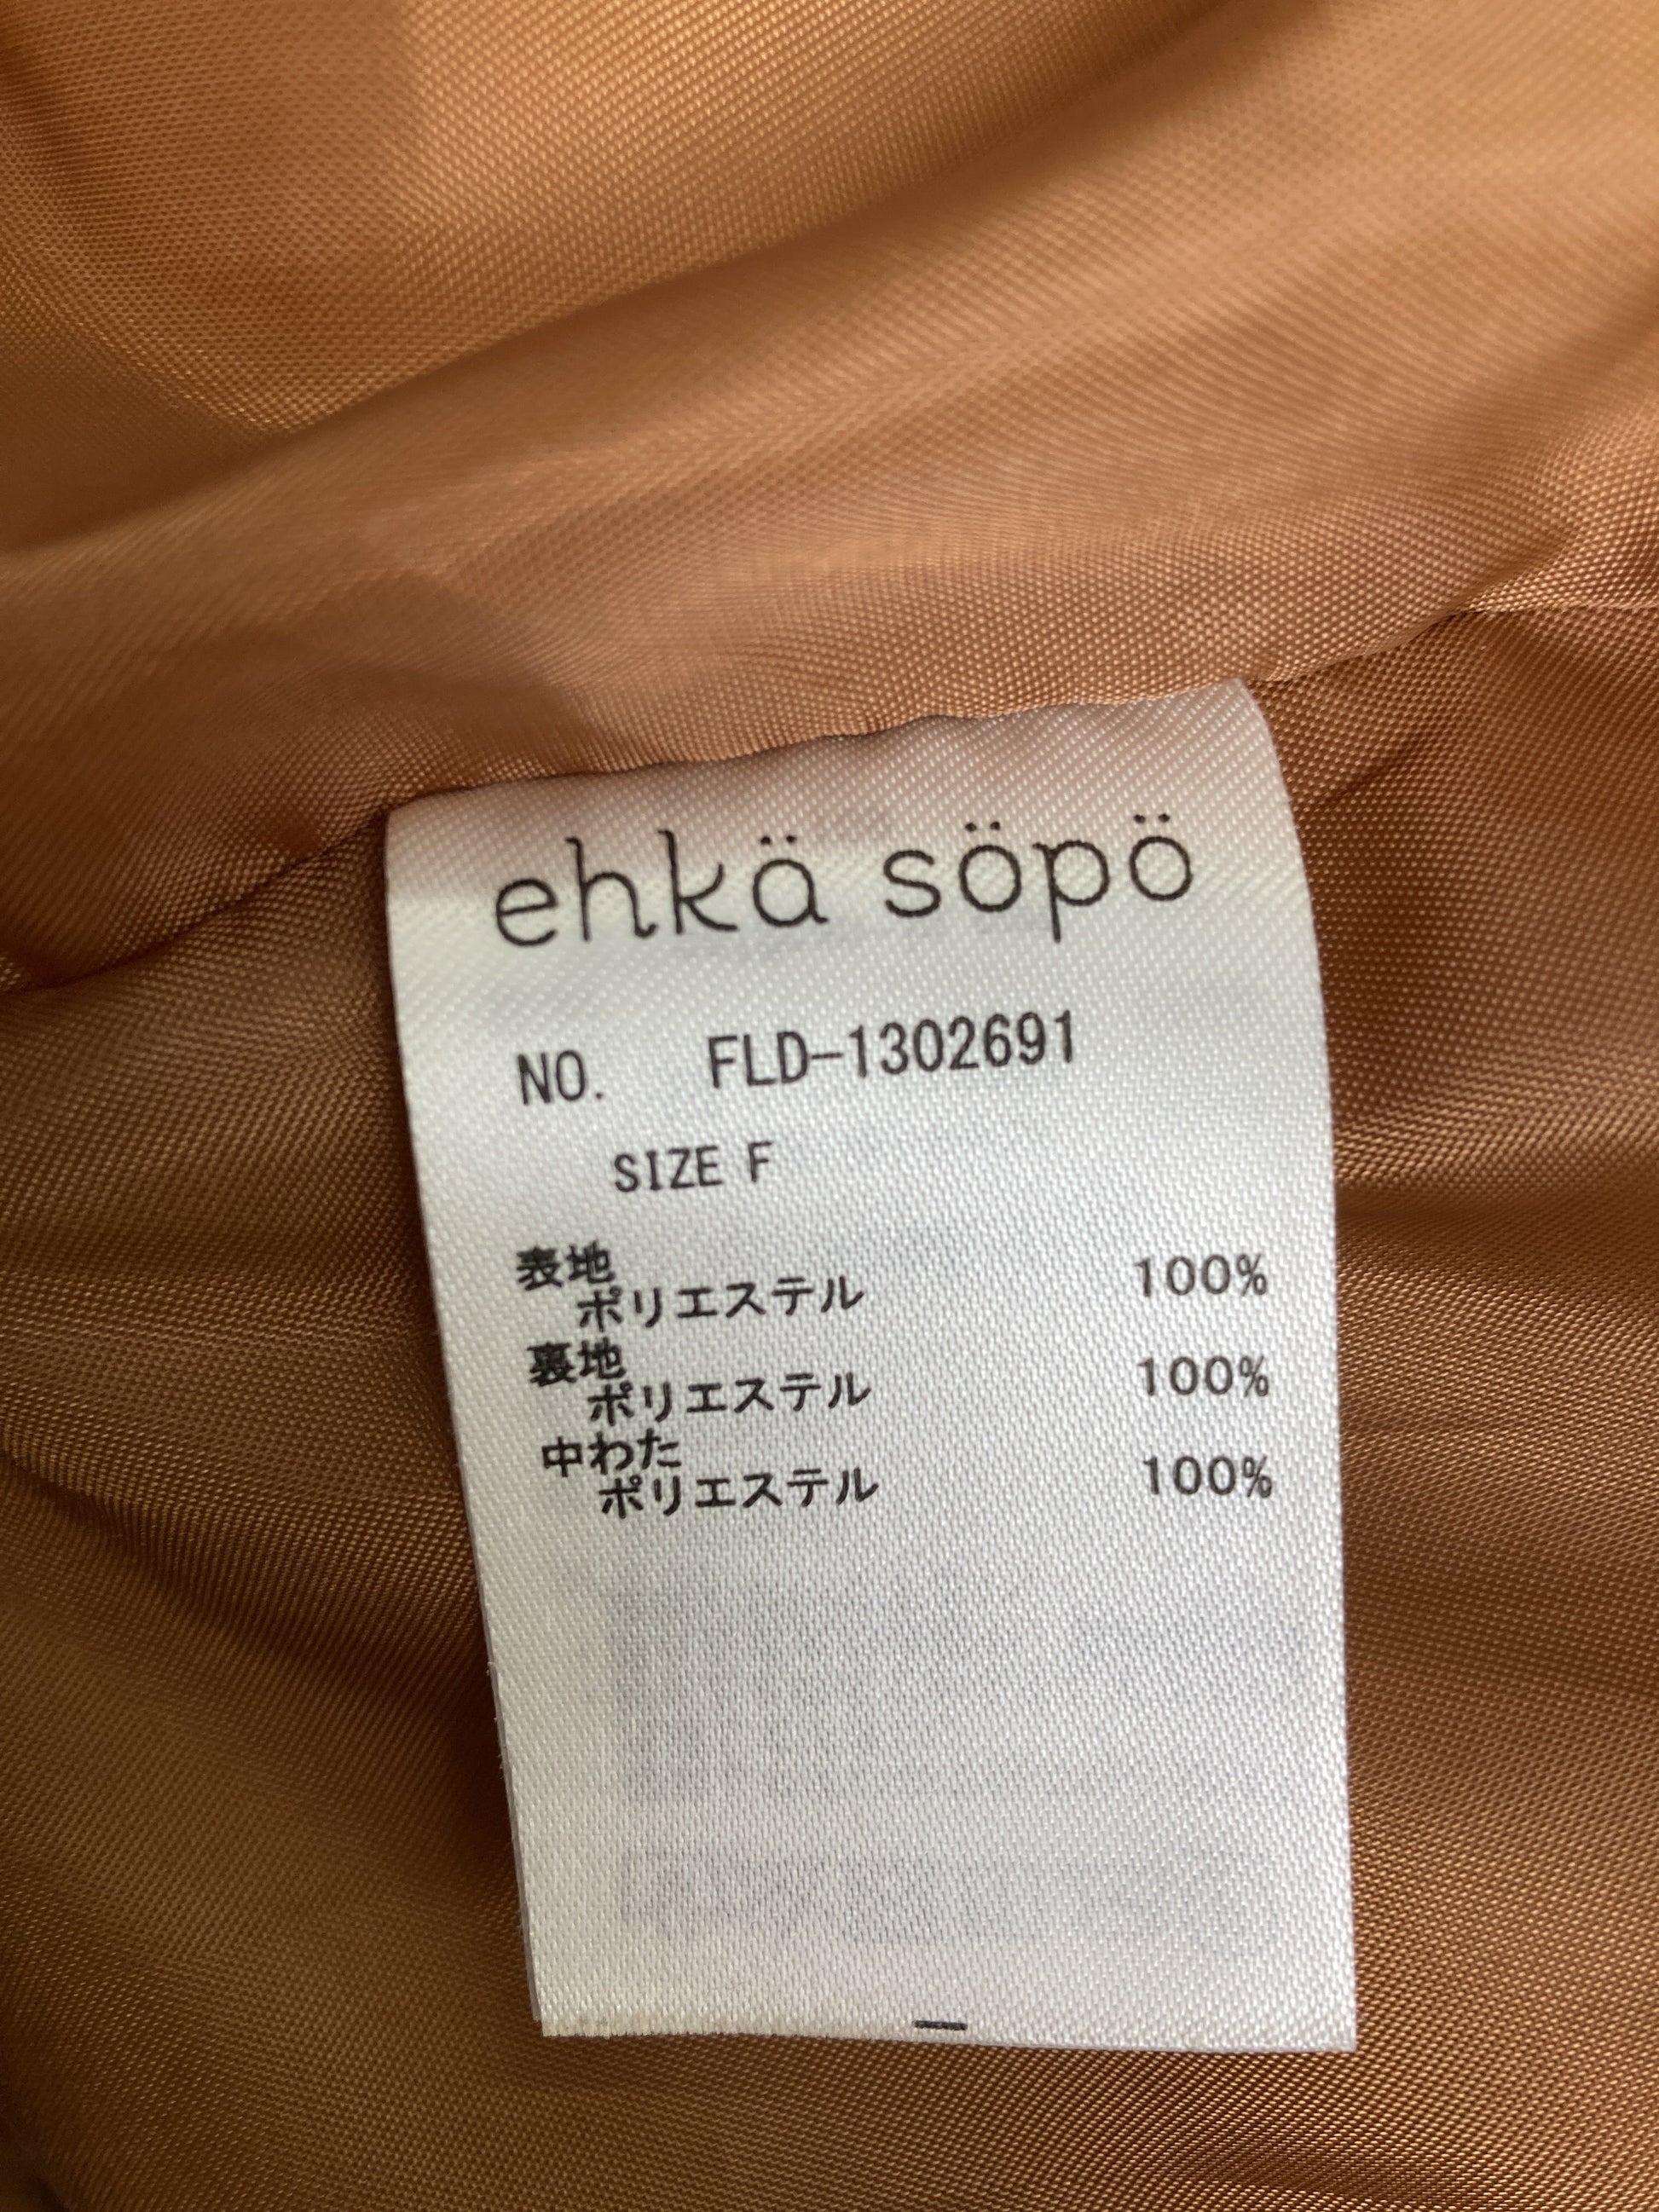 ehkä söpö
NO. FLD-1302691
SIZE F
表地
ポリエステル 100%
裏地
ポリエステル 100%
中わた
ポリエステル 100%